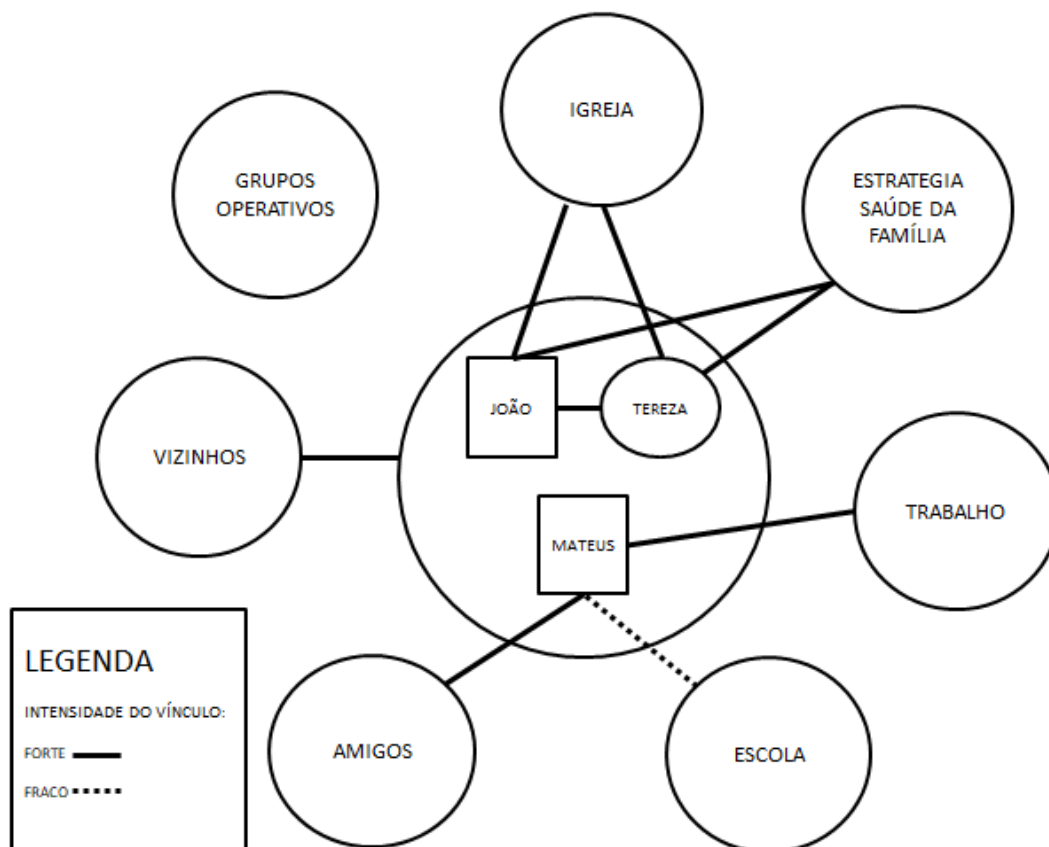 IGREJA
GRUPOS
OPERATIVOS
ESTRATEGIA
SAÚDE DA
FAMÍLIA
JOÃO
TEREZA
VIZINHOS
TRABALHO
MATEUS
LEGENDA
INTENSIDADE DO VÍNCULO:
FORTE
FRACO
AMIGOS
ESCOLA